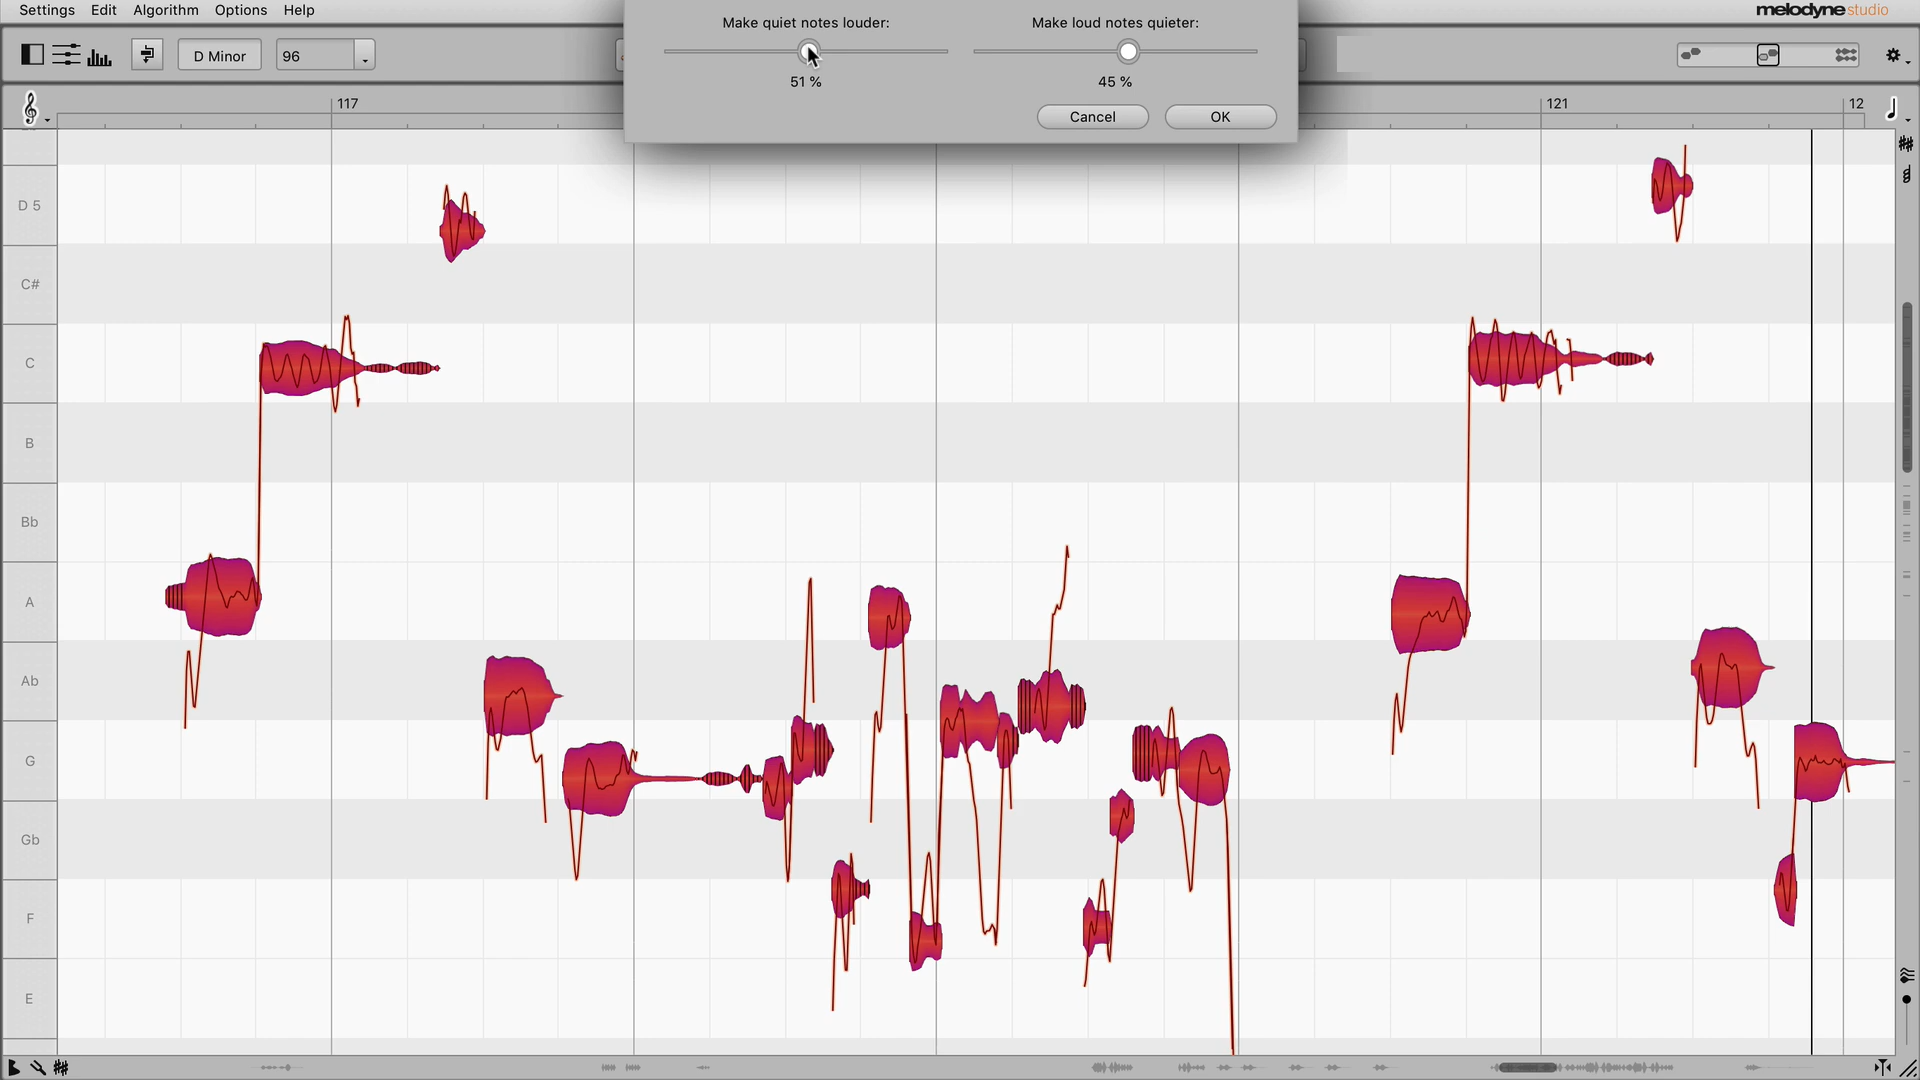 Settings Edit Algorithm Options Help
melodyne studio
Make quiet notes louder: Make loud notes quieter:
D Minor 96
51 % 45 %
117 121 12
Cancel OK
D 5
C#
C
B
Bb
A
Ab
G
Gb
F
E